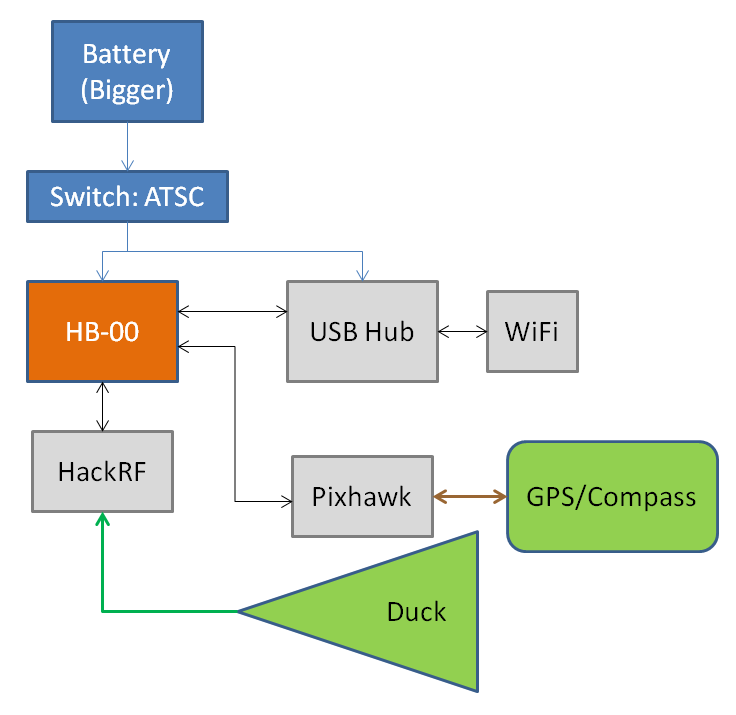 Battery
(Bigger)
Switch: ATSC
HB-00
USB Hub
WiFi
HackRF
Pixhawk
GPS/Compass
Duck